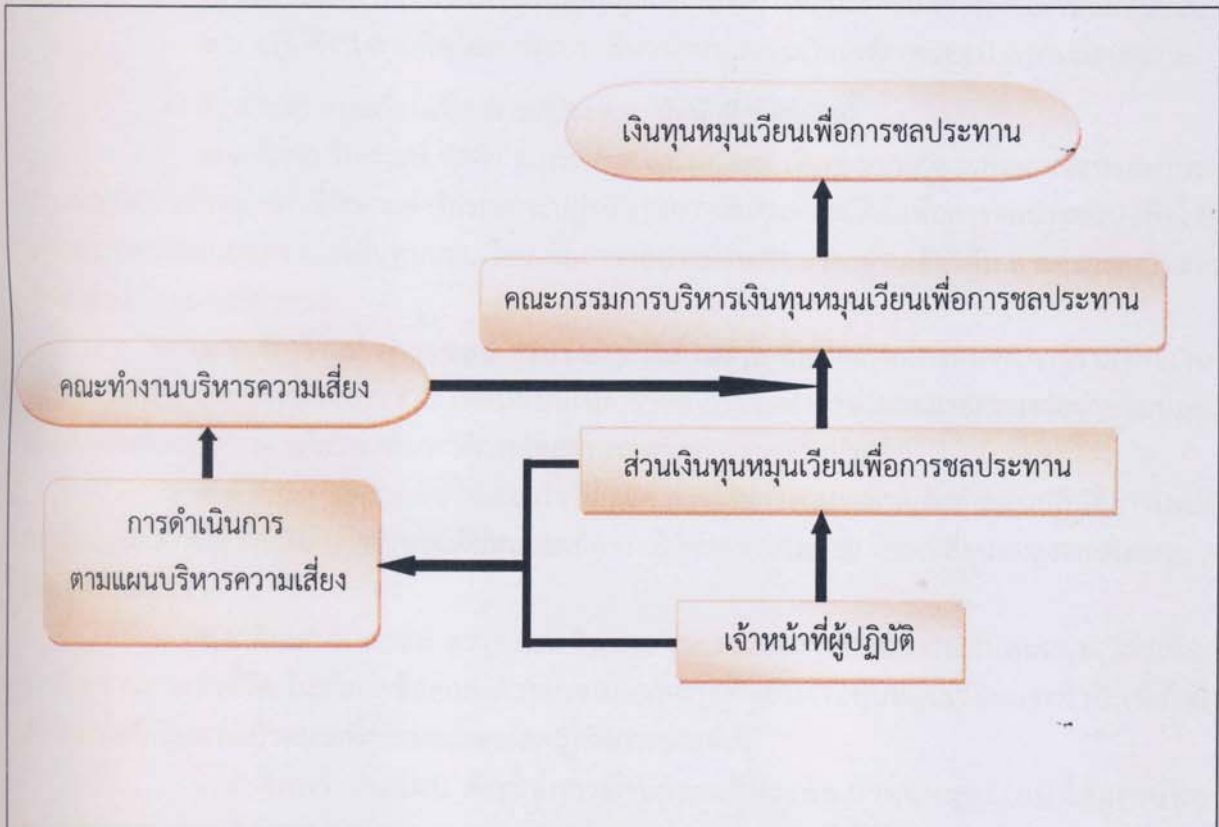 เงินทุนหมุนเวียนเพื่อการชลประทาน
คณะกรรมการบริหารเงินทุนหมุนเวียนเพื่อการชลประทาน
คณะทำงานบริหารความเสี่ยง
ส่วนเงินทุนหมุนเวียนเพื่อการชลประทาน
การดำเนินการ
ตามแผนบริหารความเสี่ยง
เจ้าหน้าที่ผู้ปฏิบัติ